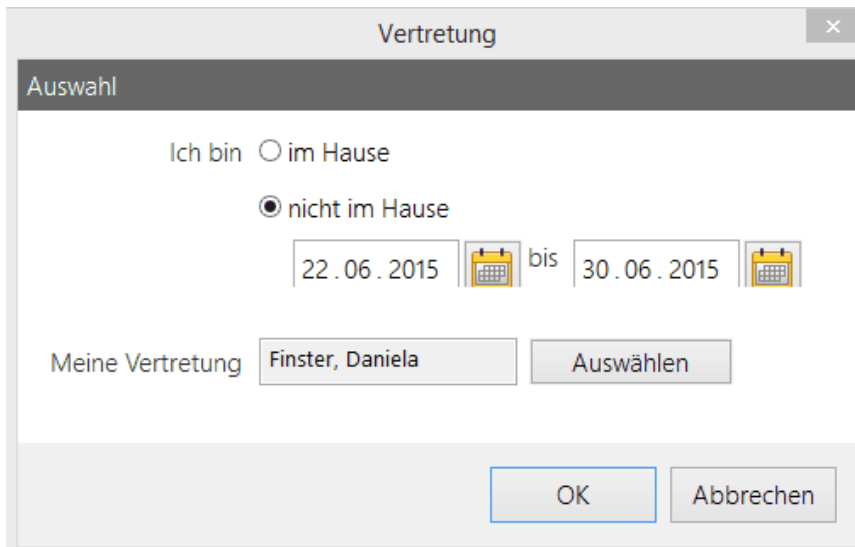 Vertretung
Auswahl
Ich bin im Hause
nicht im Hause
22.06.2015 bis 30.06.2015
Meine Vertretung Finster, Daniela Auswählen
OK Abbrechen